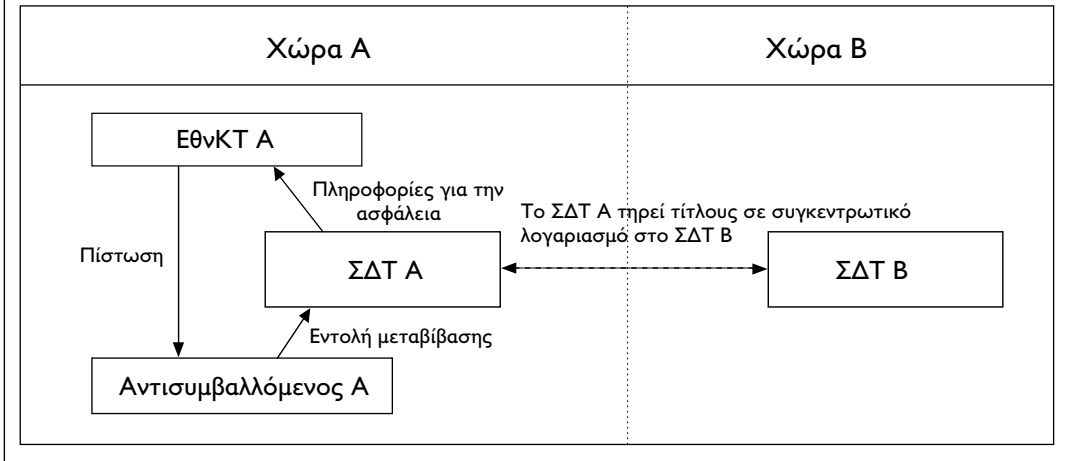 Χώρα Α
Χώρα Β
ΕθνΚΤ Α
Πληροφορίες για την
ασφάλεια
Το ΣΔΤ Α τηρεί τίτλους σε συγκεντρωτικό
λογαριασμό στο ΣΔΤ Β
Πίστωση
ΣΔΤ Α
ΣΔΤ Β
Εντολή μεταβίβασης
Αντισυμβαλλόμενος Α